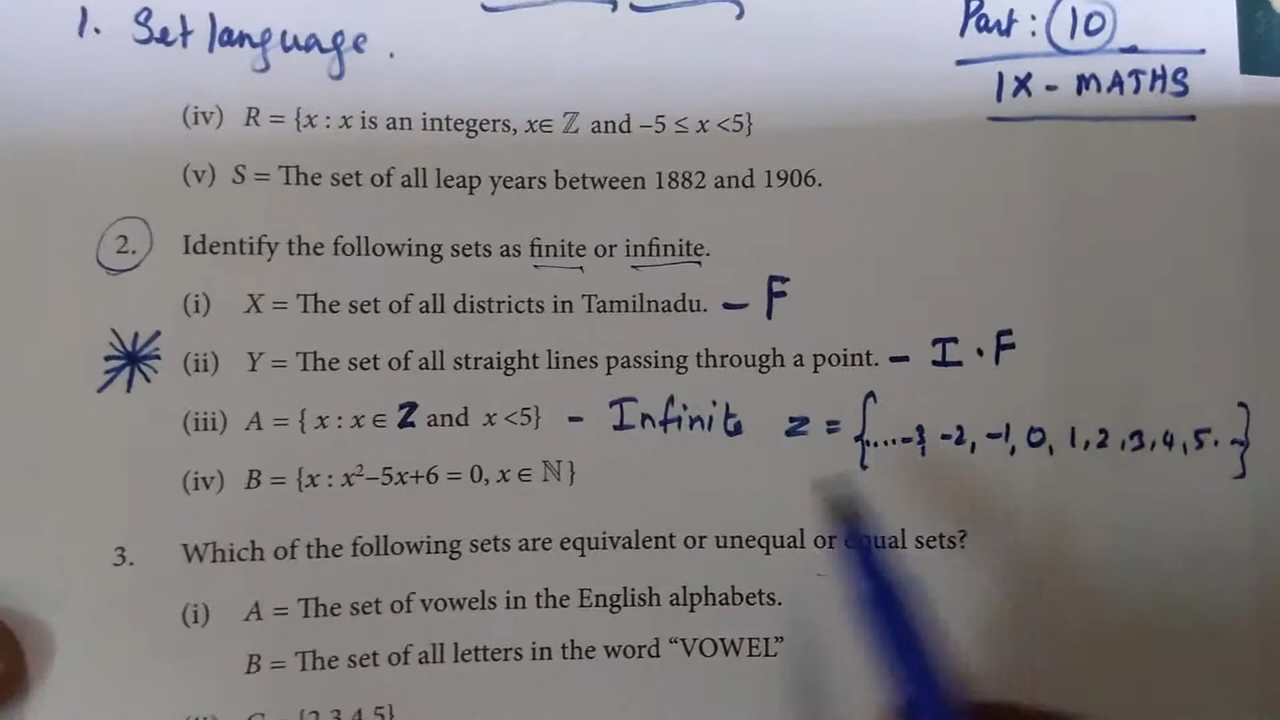 1. Set language.
Part : 10
IX - MATHS
(iv) R = {x : x is an integers, x∈ ℤ and –5 ≤ x <5}
(v) S = The set of all leap years between 1882 and 1906.
2. Identify the following sets as finite or infinite.
(i) X = The set of all districts in Tamilnadu. – F
(ii) Y = The set of all straight lines passing through a point. – I.F
(iii) A = { x : x ∈ Z and x <5} - Infinite z = {....-3, -2, -1, 0, 1, 2, 3, 4, 5. - }
(iv) B = {x : x²–5x+6 = 0, x ∈ ℕ}
3. Which of the following sets are equivalent or unequal or equal sets?
(i) A = The set of vowels in the English alphabets.
B = The set of all letters in the word “VOWEL”
{2,3,4,5}